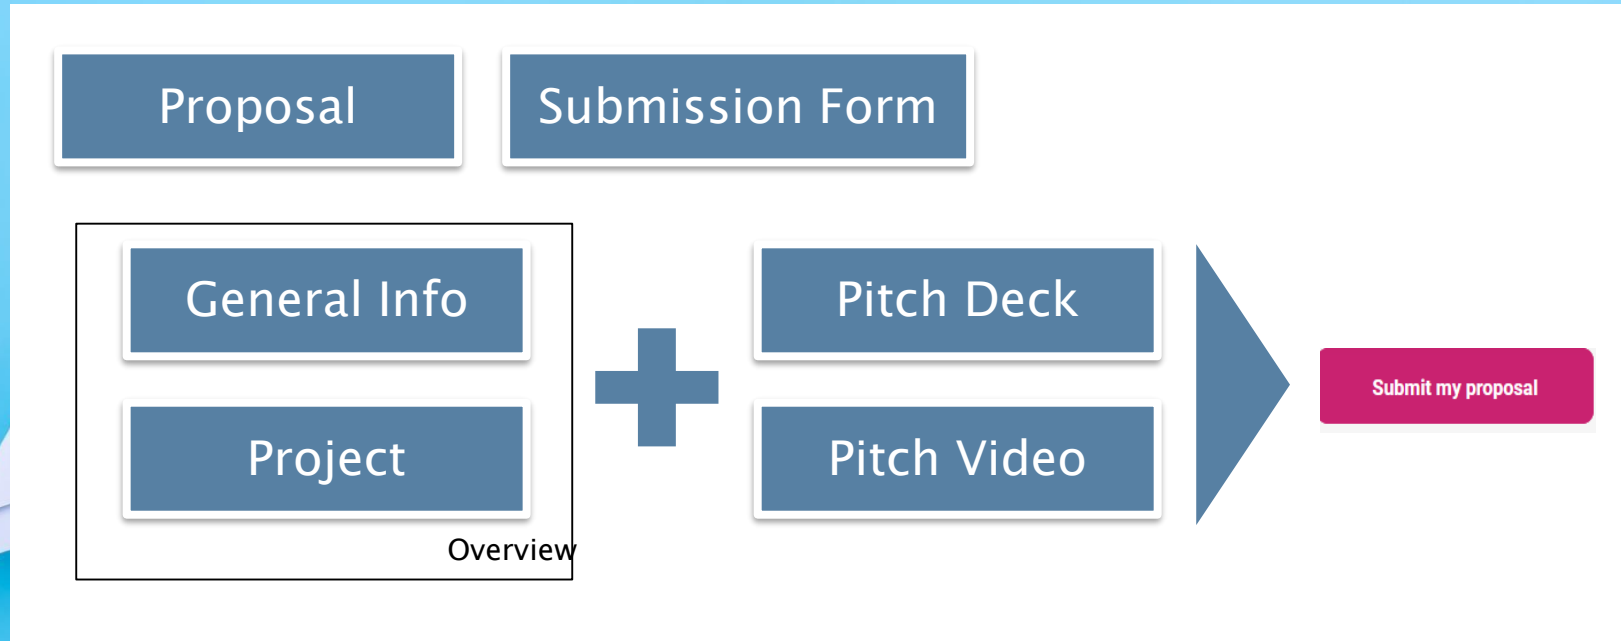 Proposal
Submission Form
General Info
Project
Overview
Pitch Deck
Pitch Video
Submit my proposal